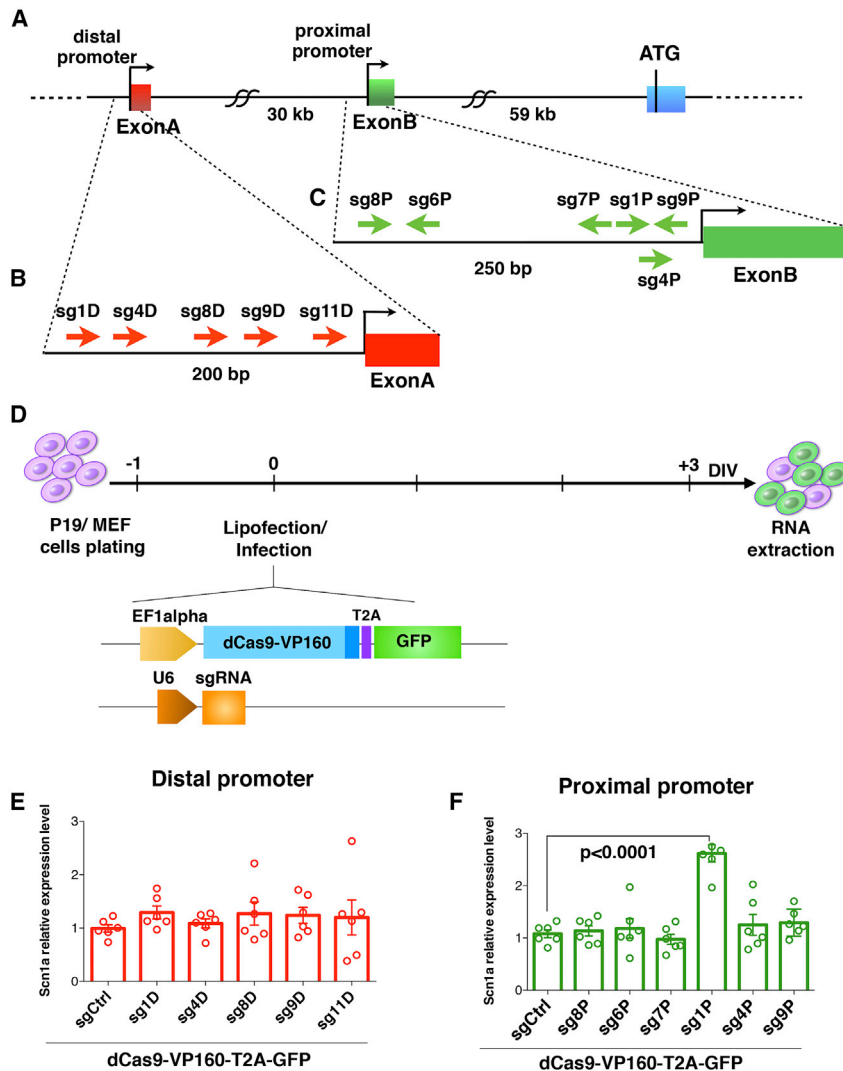 A
distal
promoter
proximal
promoter
ATG
ExonA
30 kb
ExonB
59 kb
C
sg8P sg6P sg7P sg1P sg9P
250 bp
sg4P
ExonB
B
sg1D sg4D sg8D sg9D sg11D
200 bp
ExonA
D
-1 0 +3 DIV
P19/ MEF
cells plating
Lipofection/
Infection
RNA
extraction
EF1alpha
T2A
dCas9-VP160
GFP
U6 sgRNA
Distal promoter
E
Scn1a relative expression level
3
2
1
0
sgCtrl
sg1D
sg4D
sg8D
sg9D
sg11D
dCas9-VP160-T2A-GFP
Proximal promoter
F
Scn1a relative expression level
3
2
1
0
p<0.0001
sgCtrl
sg8P
sg6P
sg7P
sg1P
sg4P
sg9P
dCas9-VP160-T2A-GFP